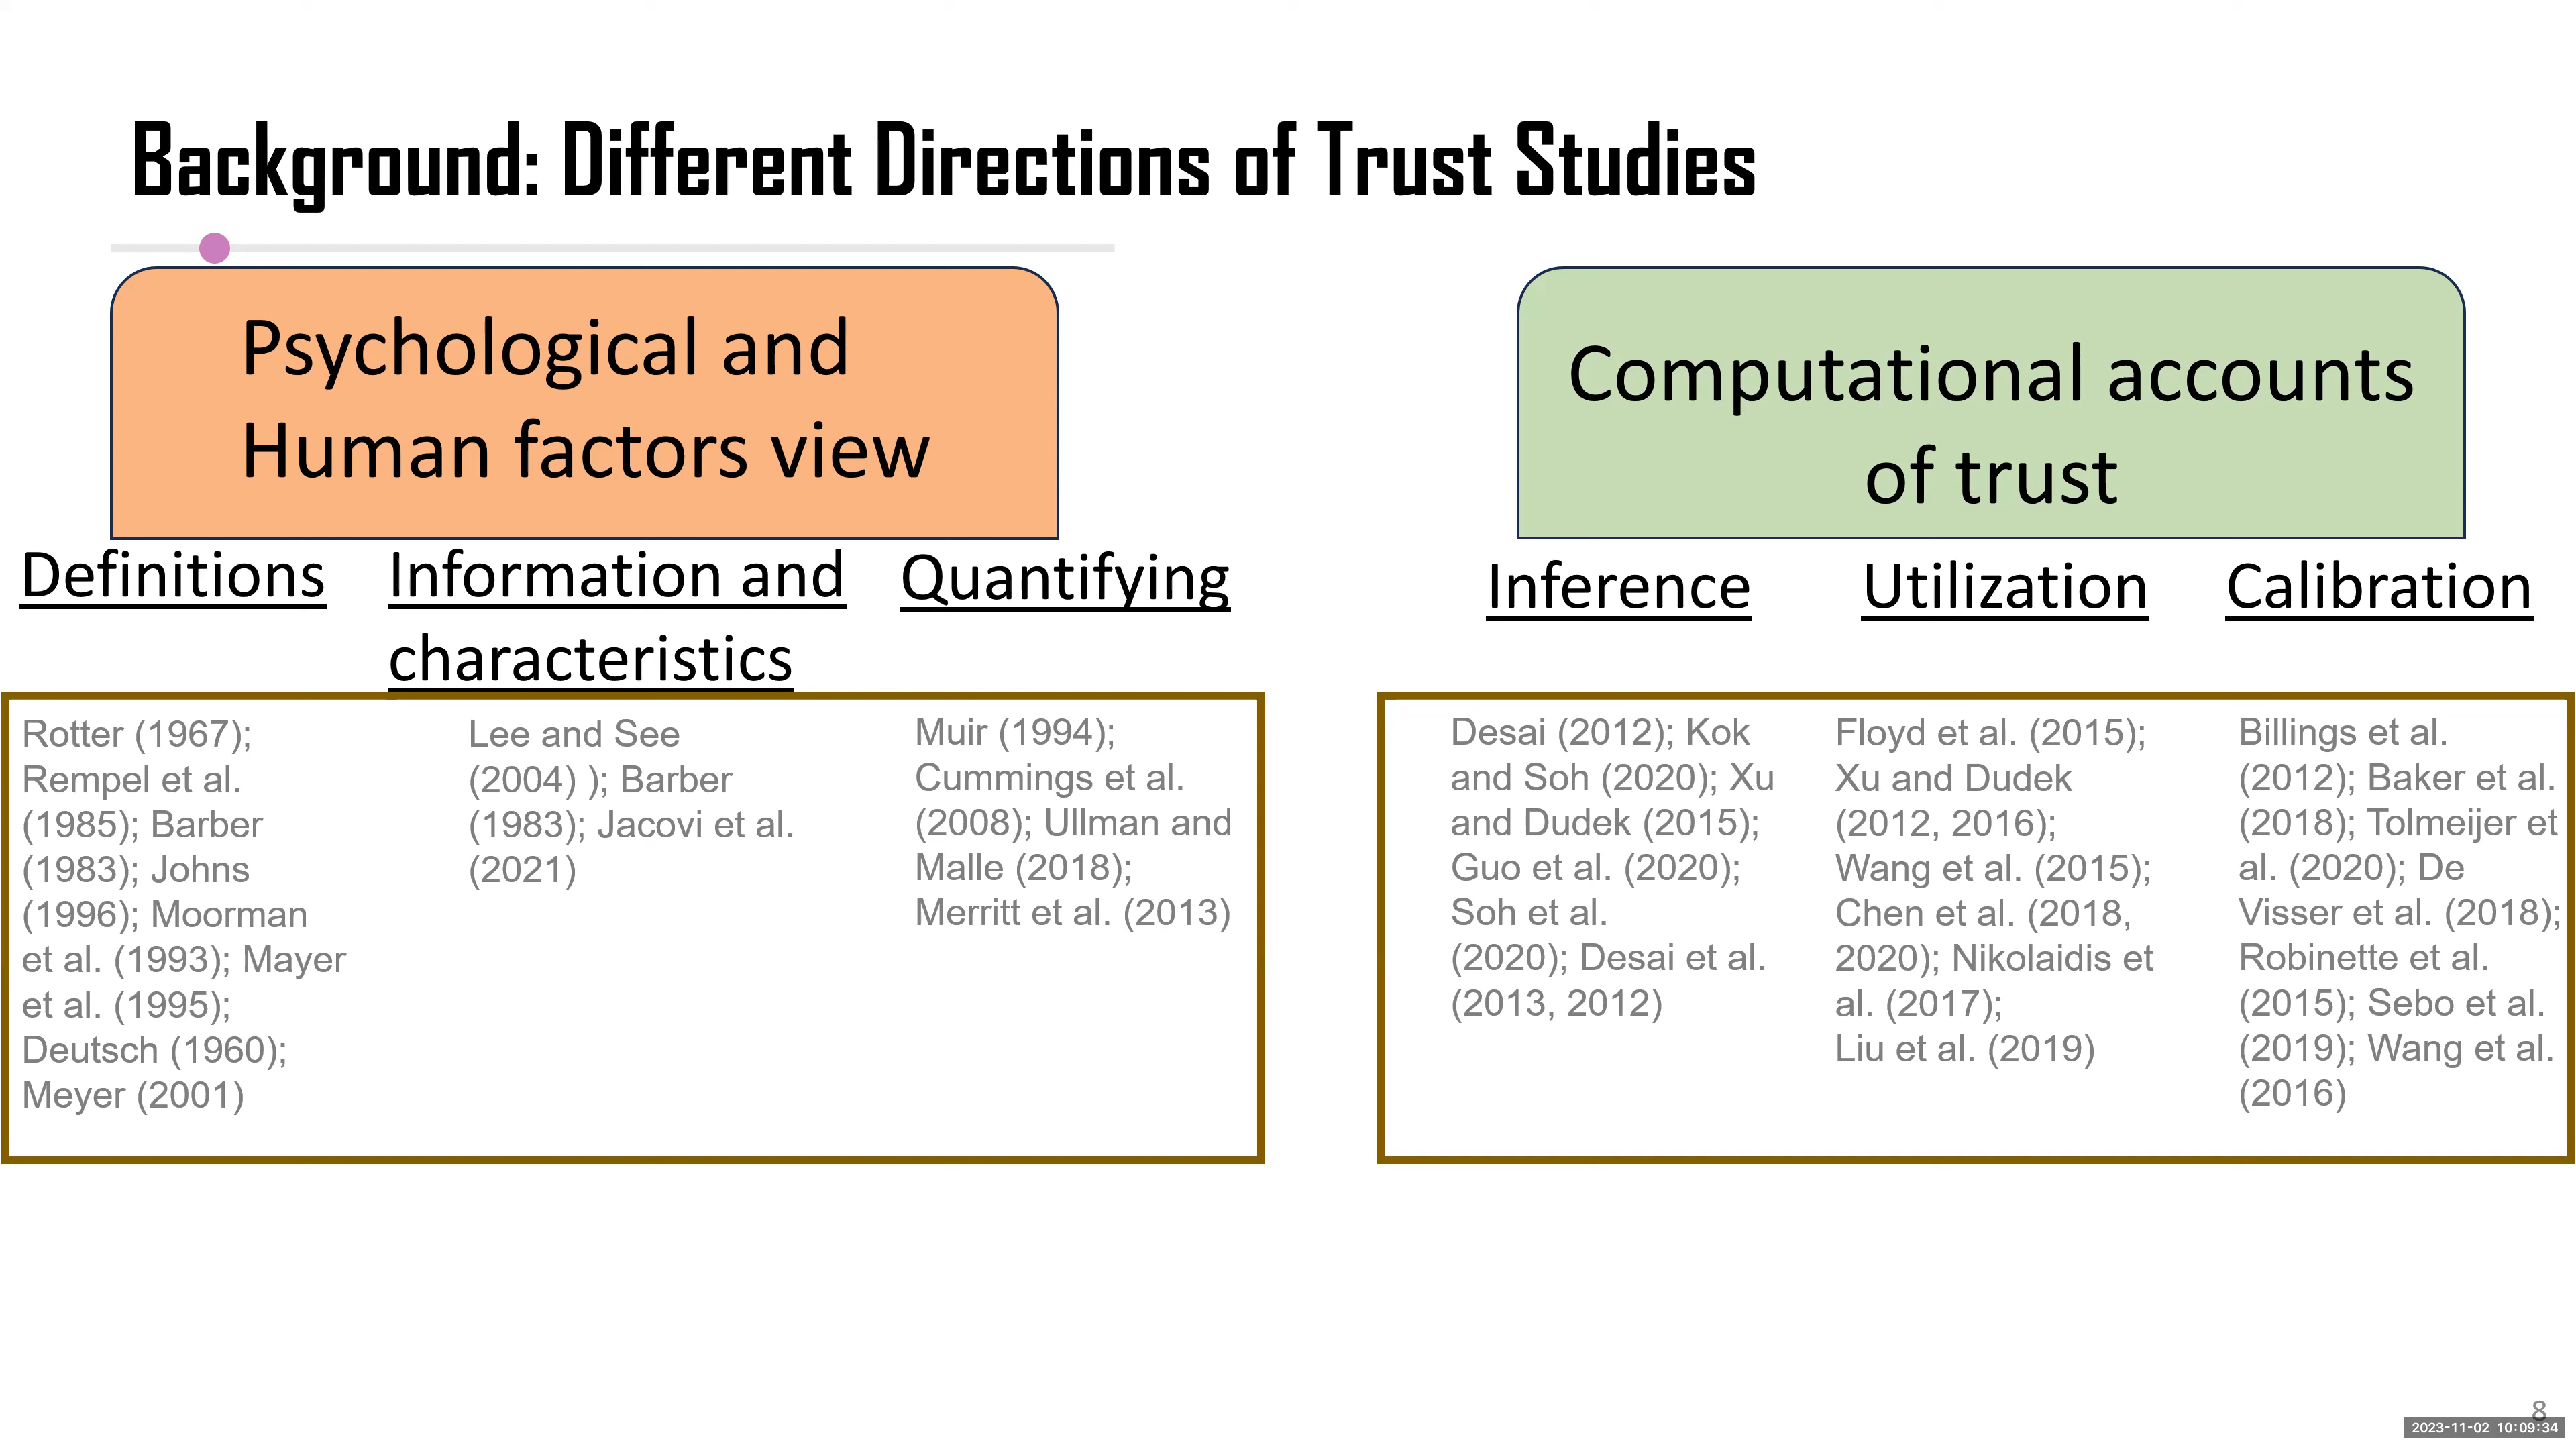 Background: Different Directions of Trust Studies
Psychological and
Human factors view
Computational accounts
of trust
Definitions
Information and
characteristics
Quantifying
Inference
Utilization
Calibration
Rotter (1967);
Rempel et al.
(1985); Barber
(1983); Johns
(1996); Moorman
et al. (1993); Mayer
et al. (1995);
Deutsch (1960);
Meyer (2001)
Lee and See
(2004) ); Barber
(1983); Jacovi et al.
(2021)
Muir (1994);
Cummings et al.
(2008); Ullman and
Malle (2018);
Merritt et al. (2013)
Desai (2012); Kok
and Soh (2020); Xu
and Dudek (2015);
Guo et al. (2020);
Soh et al.
(2020); Desai et al.
(2013, 2012)
Floyd et al. (2015);
Xu and Dudek
(2012, 2016);
Wang et al. (2015);
Chen et al. (2018,
2020); Nikolaidis et
al. (2017);
Liu et al. (2019)
Billings et al.
(2012); Baker et al.
(2018); Tolmeijer et
al. (2020); De
Visser et al. (2018);
Robinette et al.
(2015); Sebo et al.
(2019); Wang et al.
(2016)
8
2023-11-02 10:09:34